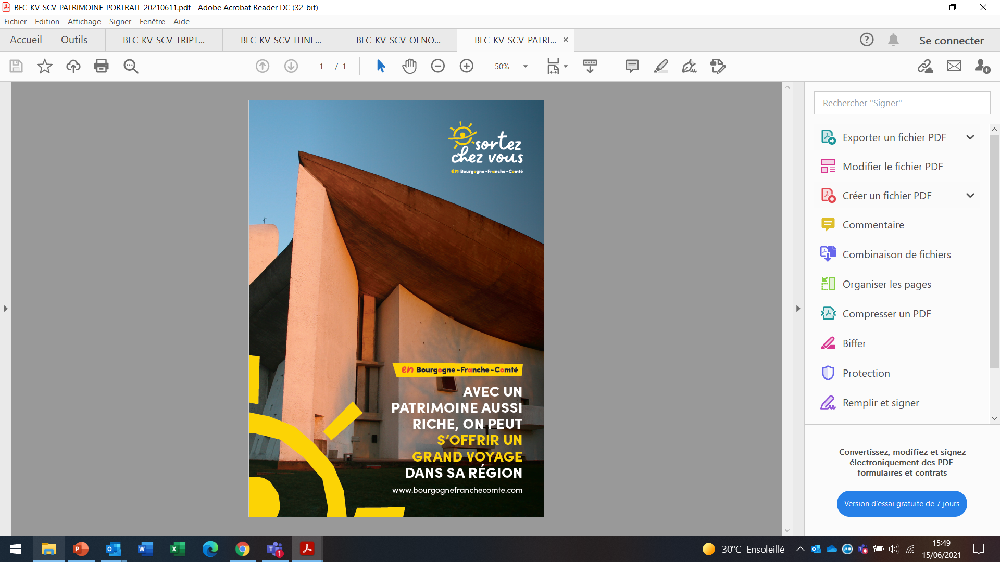 BFC_KV_SCV_PATRIMOINE_PORTRAIT_20210611.pdf - Adobe Acrobat Reader DC (32-bit)
Fichier Edition Affichage Signer Fenêtre Aide
Accueil Outils BFC_KV_SCV_TRIPT... BFC_KV_SCV_ITINE... BFC_KV_SCV_OENO... BFC_KV_SCV_PATRI... × Se connecter
1 / 1 50%
Rechercher "Signer"
Exporter un fichier PDF
Modifier le fichier PDF
Créer un fichier PDF
Commentaire
Combinaison de fichiers
Organiser les pages
Compresser un PDF
Biffer
Protection
Remplir et signer
Convertissez, modifiez et signez
électroniquement des PDF
formulaires et contrats
Version d'essai gratuite de 7 jours
sortez
chez vous
en Bourgogne-Franche-Comté
en Bourgogne-Franche-Comté
AVEC UN
PATRIMOINE AUSSI
RICHE, ON PEUT
S'OFFRIR UN
GRAND VOYAGE
DANS SA RÉGION
www.bourgognefranchecomte.com
30°C Ensoleillé
15:49
15/06/2021